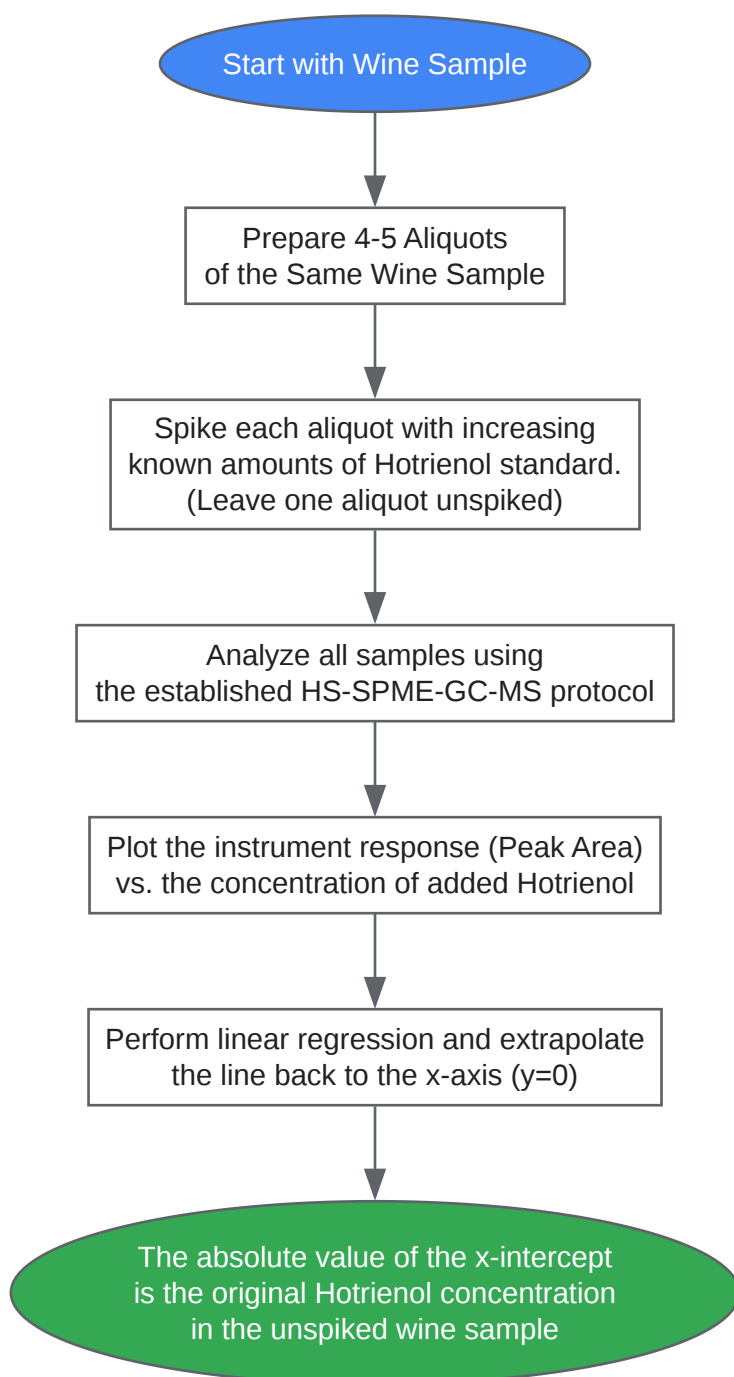 Start with Wine Sample
Prepare 4-5 Aliquots
of the Same Wine Sample
Spike each aliquot with increasing
known amounts of Hotrienol standard.
(Leave one aliquot unspiked)
Analyze all samples using
the established HS-SPME-GC-MS protocol
Plot the instrument response (Peak Area)
vs. the concentration of added Hotrienol
Perform linear regression and extrapolate
the line back to the x-axis (y=0)
The absolute value of the x-intercept
is the original Hotrienol concentration
in the unspiked wine sample